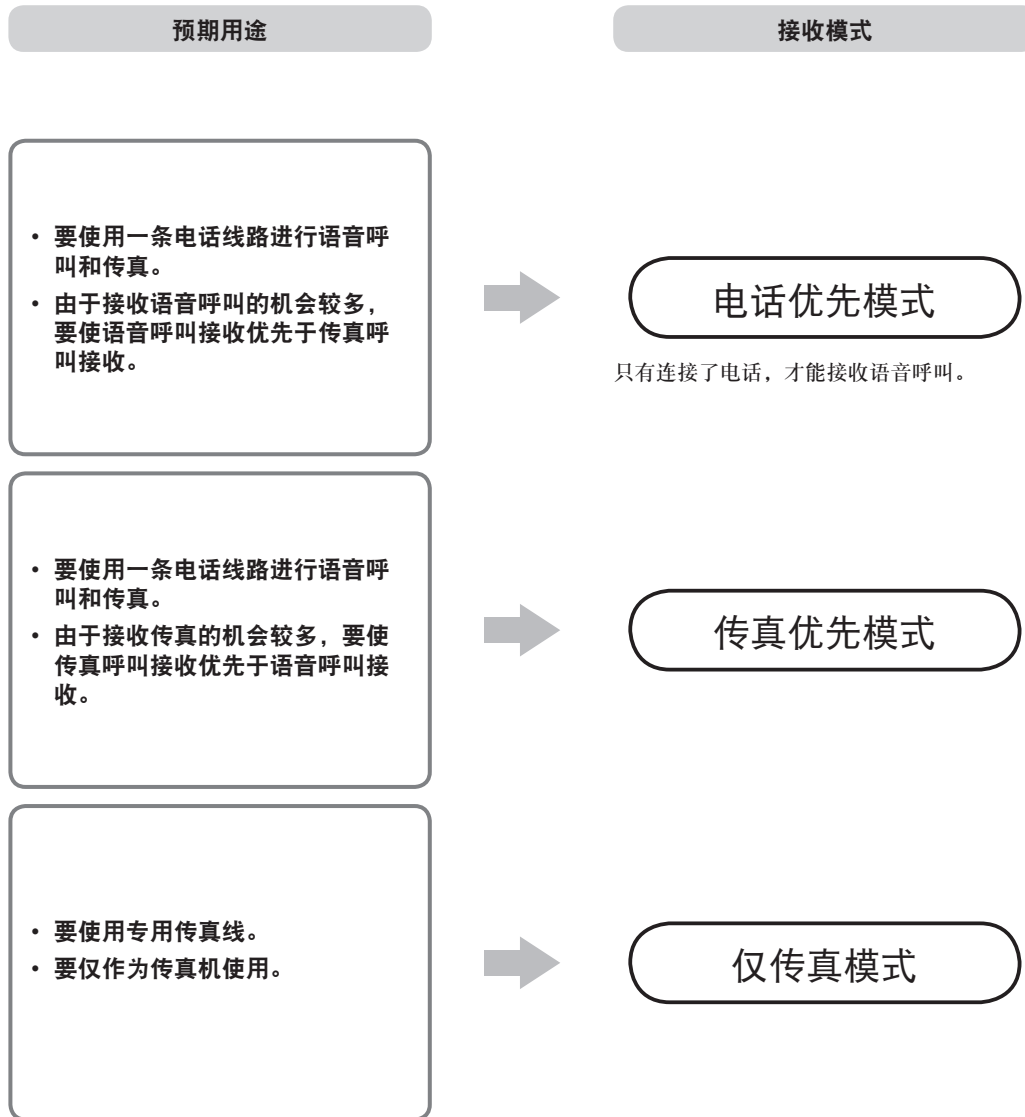 预期用途
接收模式
• 要使用一条电话线路进行语音呼
叫和传真。
• 由于接收语音呼叫的机会较多，
要使语音呼叫接收优先于传真呼
叫接收。
电话优先模式
只有连接了电话，才能接收语音呼叫。
• 要使用一条电话线路进行语音呼
叫和传真。
• 由于接收传真的机会较多，要使
传真呼叫接收优先于语音呼叫接
收。
传真优先模式
• 要使用专用传真线。
• 要仅作为传真机使用。
仅传真模式